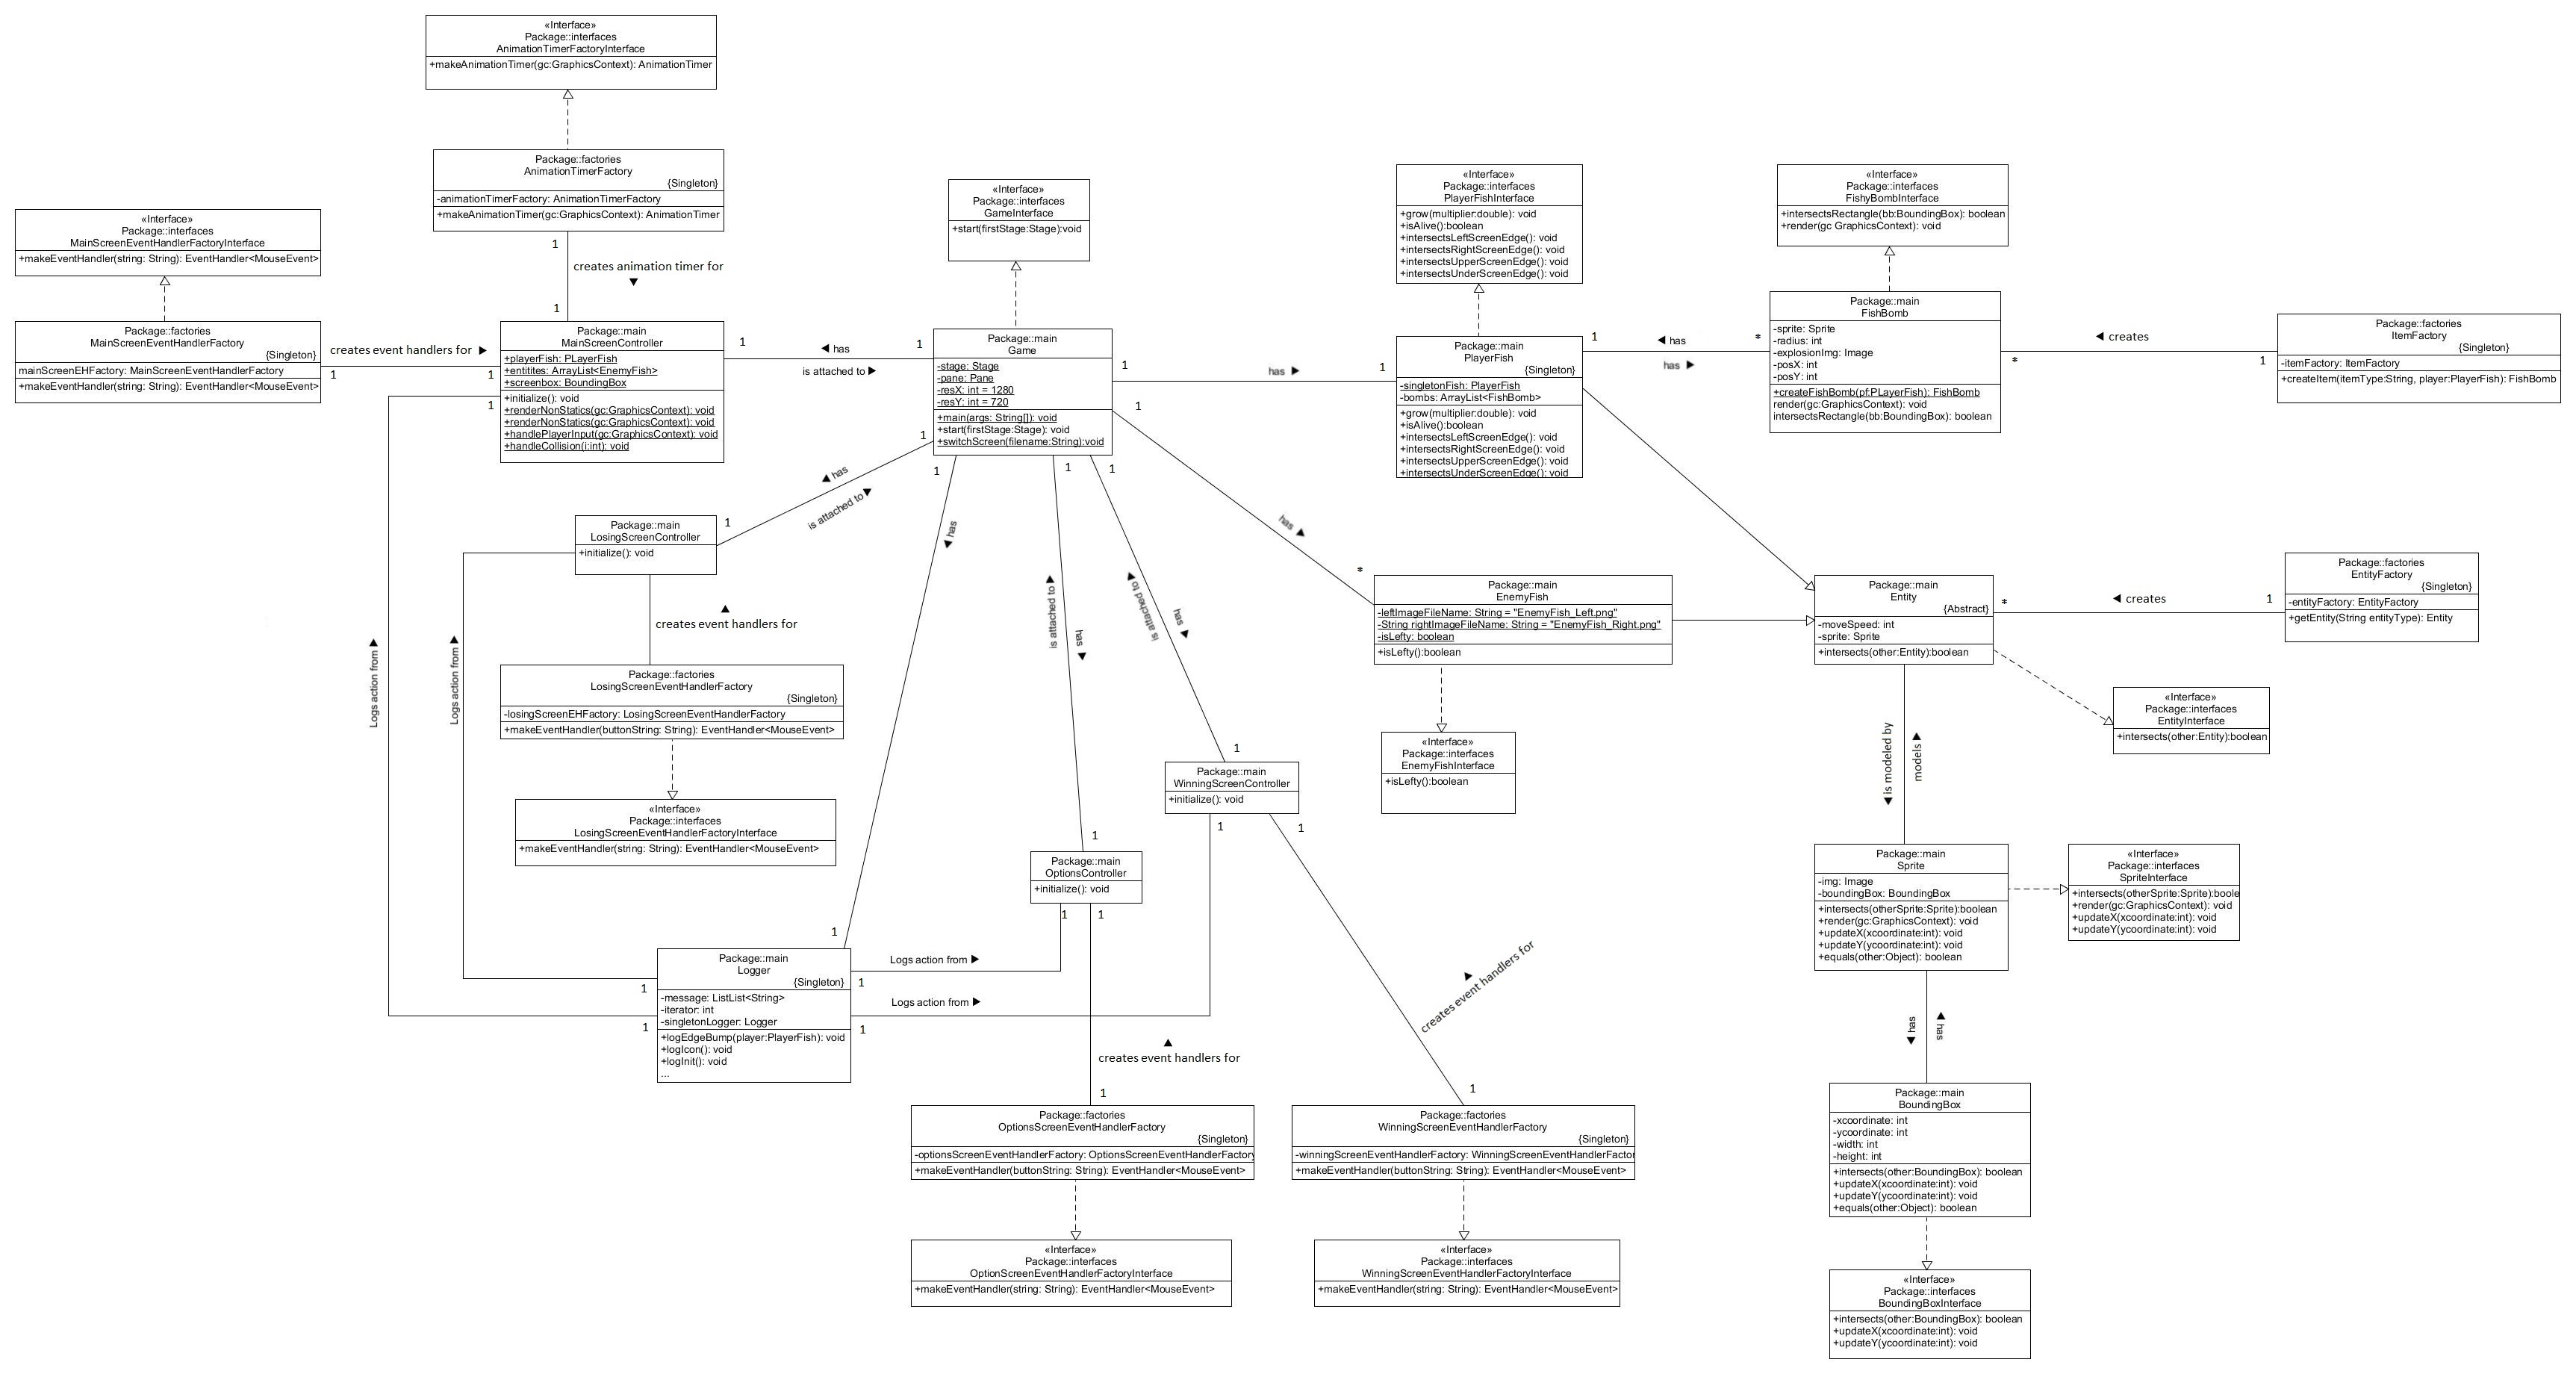 «Interface»
Package::interfaces
AnimationTimerFactoryInterface
+makeAnimationTimer(gc:GraphicsContext): AnimationTimer
Package::factories
AnimationTimerFactory
{Singleton}
-animationTimerFactory: AnimationTimerFactory
+makeAnimationTimer(gc:GraphicsContext): AnimationTimer
1
creates animation timer for
▼
1
«Interface»
Package::interfaces
MainScreenEventHandlerFactoryInterface
+makeEventHandler(string: String): EventHandler<MouseEvent>
Package::factories
MainScreenEventHandlerFactory
{Singleton}
mainScreenEHFactory: MainScreenEventHandlerFactory
+makeEventHandler(string: String): EventHandler<MouseEvent>
creates event handlers for ▶
1
1
1
Package::main
MainScreenController
+playerFish: PLayerFish
+entitites: ArrayList<EnemyFish>
+screenbox: BoundingBox
+initialize(): void
+renderNonStatics(gc:GraphicsContext): void
+renderNonStatics(gc:GraphicsContext): void
+handlePlayerInput(gc:GraphicsContext): void
+handleCollision(i:int): void
1
◀ has
is attached to ▶
1
«Interface»
Package::interfaces
GameInterface
+start(firstStage:Stage):void
Package::main
Game
-stage: Stage
-pane: Pane
-resX: int = 1280
-resY: int = 720
+main(args: String[]): void
+start(firstStage:Stage): void
+switchScreen(filename:String):void
1
has ▶
1
1
has ▶
*
1
◀ has
is attached to ▶
1
1
◀ has
1
1
is attached to ▶
has ▶
1
1
is attached to ▶
has ▶
1
«Interface»
Package::interfaces
PlayerFishInterface
+grow(multiplier:double): void
+isAlive():boolean
+intersectsLeftScreenEdge(): void
+intersectsRightScreenEdge(): void
+intersectsUpperScreenEdge(): void
+intersectsUnderScreenEdge(): void
Package::main
PlayerFish
{Singleton}
-singletonFish: PlayerFish
-bombs: ArrayList<FishBomb>
+grow(multiplier:double): void
+isAlive():boolean
+intersectsLeftScreenEdge(): void
+intersectsRightScreenEdge(): void
+intersectsUpperScreenEdge(): void
+intersectsUnderScreenEdge(): void
1
◀ has
has ▶
*
«Interface»
Package::interfaces
FishyBombInterface
+intersectsRectangle(bb:BoundingBox): boolean
+render(gc GraphicsContext): void
Package::main
FishBomb
-sprite: Sprite
-radius: int
-explosionImg: Image
-posX: int
-posY: int
+createFishBomb(pf:PLayerFish): FishBomb
render(gc:GraphicsContext): void
intersectsRectangle(bb:BoundingBox): boolean
◀ creates
*
1
Package::factories
ItemFactory
{Singleton}
-itemFactory: ItemFactory
+createItem(itemType:String, player:PlayerFish): FishBomb
Package::main
LosingScreenController
+initialize(): void
▲
creates event handlers for
Package::factories
LosingScreenEventHandlerFactory
{Singleton}
-losingScreenEHFactory: LosingScreenEventHandlerFactory
+makeEventHandler(buttonString: String): EventHandler<MouseEvent>
«Interface»
Package::interfaces
LosingScreenEventHandlerFactoryInterface
+makeEventHandler(string: String): EventHandler<MouseEvent>
Logs action from ▶
Logs action from ▶
Package::main
EnemyFish
-leftImageFileName: String = "EnemyFish_Left.png"
-String rightImageFileName: String = "EnemyFish_Right.png"
-isLefty: boolean
+isLefty():boolean
«Interface»
Package::interfaces
EnemyFishInterface
+isLefty():boolean
Package::main
Entity
{Abstract}
-moveSpeed: int
-sprite: Sprite
+intersects(other:Entity):boolean
*
◀ creates
1
Package::factories
EntityFactory
{Singleton}
-entityFactory: EntityFactory
+getEntity(String entityType): Entity
«Interface»
Package::interfaces
EntityInterface
+intersects(other:Entity):boolean
◀ is modeled by
models ▶
Package::main
WinningScreenController
+initialize(): void
1
1
Package::main
OptionsController
+initialize(): void
1
1
Package::main
Sprite
-img: Image
-boundingBox: BoundingBox
+intersects(otherSprite:Sprite):boolean
+render(gc:GraphicsContext): void
+updateX(xcoordinate:int): void
+updateY(ycoordinate:int): void
+equals(other:Object): boolean
«Interface»
Package::interfaces
SpriteInterface
+intersects(otherSprite:Sprite):boole
+render(gc:GraphicsContext): void
+updateX(xcoordinate:int): void
+updateY(ycoordinate:int): void
Package::main
Logger
{Singleton}
-message: ListList<String>
-iterator: int
-singletonLogger: Logger
+logEdgeBump(player:PlayerFish): void
+logIcon(): void
+logInit(): void
...
1
1
1
1
Logs action from ▶
Logs action from ▶
▲
creates event handlers for
1
▶
creates event handlers for
1
◀ has
◀ has
Package::factories
OptionsScreenEventHandlerFactory
{Singleton}
-optionsScreenEventHandlerFactory: OptionsScreenEventHandlerFactory
+makeEventHandler(buttonString: String): EventHandler<MouseEvent>
Package::factories
WinningScreenEventHandlerFactory
{Singleton}
-winningScreenEventHandlerFactory: WinningScreenEventHandlerFactor
+makeEventHandler(buttonString: String): EventHandler<MouseEvent>
Package::main
BoundingBox
-xcoordinate: int
-ycoordinate: int
-width: int
-height: int
+intersects(other:BoundingBox): boolean
+updateX(xcoordinate:int): void
+updateY(ycoordinate:int): void
+equals(other:Object): boolean
«Interface»
Package::interfaces
OptionScreenEventHandlerFactoryInterface
+makeEventHandler(string: String): EventHandler<MouseEvent>
«Interface»
Package::interfaces
WinningScreenEventHandlerFactoryInterface
+makeEventHandler(string: String): EventHandler<MouseEvent>
«Interface»
Package::interfaces
BoundingBoxInterface
+intersects(other:BoundingBox): boolean
+updateX(xcoordinate:int): void
+updateY(ycoordinate:int): void